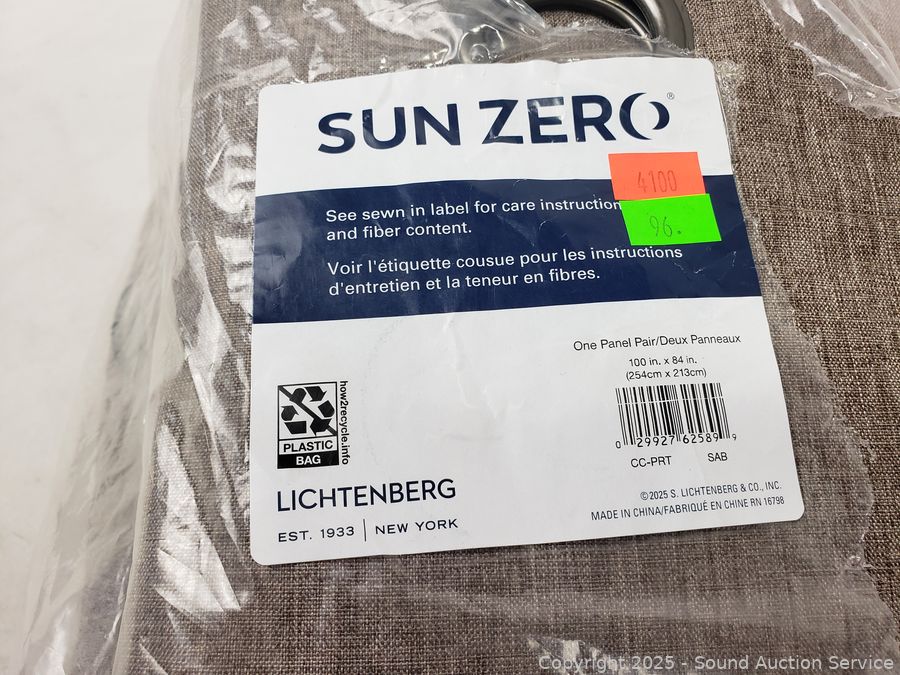 SUN ZERO®
4100
96.
See sewn in label for care instruction
and fiber content.
Voir l'étiquette cousue pour les instructions
d'entretien et la teneur en fibres.
One Panel Pair/Deux Panneaux
100 in. x 84 in.
(254cm x 213cm)
0 29927 62589 9
CC-PRT SAB
how2recycle.info
PLASTIC
BAG
LICHTENBERG
EST. 1933 | NEW YORK
©2025 S. LICHTENBERG & CO., INC.
MADE IN CHINA/FABRIQUÉ EN CHINE RN 16798
Copyright 2025 - Sound Auction Service